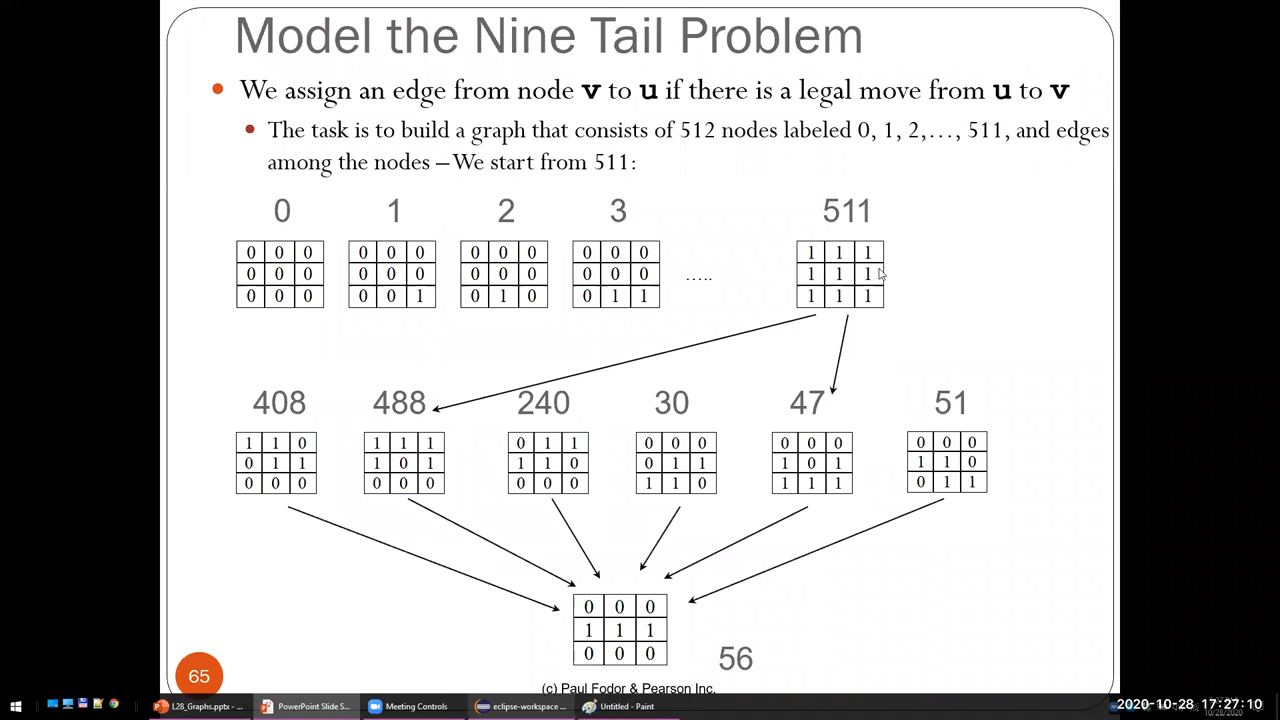 Model the Nine Tail Problem
We assign an edge from node v to u if there is a legal move from u to v
The task is to build a graph that consists of 512 nodes labeled 0, 1, 2,…, 511, and edges
among the nodes – We start from 511:
0 1 2 3 511
0 0 0 0 0 0 0 0 0 0 0 0 1 1 1
0 0 0 0 0 0 0 0 0 0 0 0 ..... 1 1 1
0 0 0 0 0 1 0 1 0 0 1 1 1 1 1
408 488 240 30 47 51
1 1 0 1 1 1 0 1 1 0 0 0 0 0 0 0 0 0
0 1 1 1 0 1 1 1 0 0 1 1 1 0 1 1 1 0
0 0 0 0 0 0 0 0 0 1 1 0 1 1 1 0 1 1
0 0 0
1 1 1
0 0 0
56
65
(c) Paul Fodor & Pearson Inc.
L28_Graphs.pptx - ... PowerPoint Slide S... Meeting Controls eclipse-workspace ... Untitled - Paint 2020-10-28 17:27:10